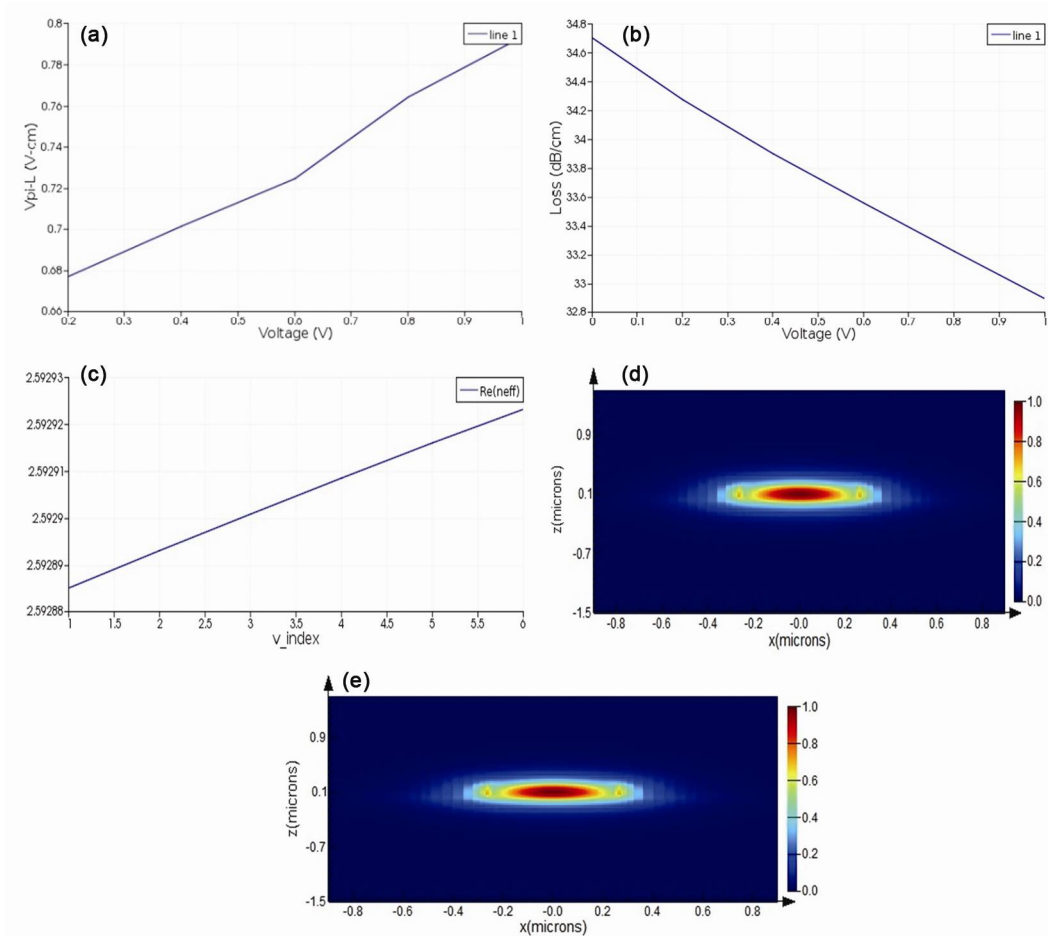 (a)
line 1
0.8
0.78
0.76
0.74
0.72
0.7
0.68
0.66
Vpi-L (V-cm)
0.2 0.3 0.4 0.5 0.6 0.7 0.8 0.9 1
Voltage (V)
(b)
line 1
34.8
34.6
34.4
34.2
34
33.8
33.6
33.4
33.2
33
32.8
Loss (dB/cm)
0 0.1 0.2 0.3 0.4 0.5 0.6 0.7 0.8 0.9 1
Voltage (V)
(c)
Re(neff)
2.59293
2.59292
2.59291
2.5929
2.59289
2.59288
1 1.5 2 2.5 3 3.5 4 4.5 5 5.5 6
v_index
(d)
0.9
0.1
-0.7
-1.5
z(microns)
-0.8 -0.6 -0.4 -0.2 -0.0 0.2 0.4 0.6 0.8
x(microns)
1.0
0.8
0.6
0.4
0.2
0.0
(e)
0.9
0.1
-0.7
-1.5
z(microns)
-0.8 -0.6 -0.4 -0.2 -0.0 0.2 0.4 0.6 0.8
x(microns)
1.0
0.8
0.6
0.4
0.2
0.0